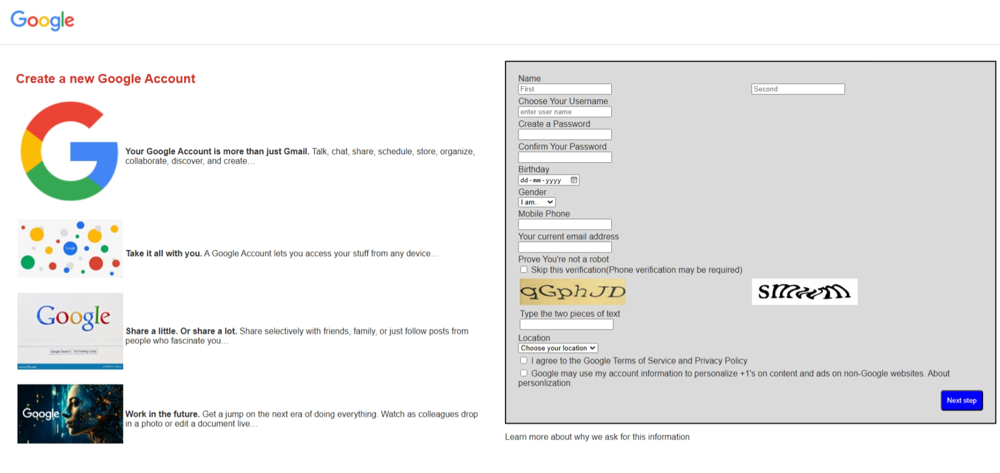 Google
Create a new Google Account
Your Google Account is more than just Gmail. Talk, chat, share, schedule, store, organize,
collaborate, discover, and create…
Google
Take it all with you. A Google Account lets you access your stuff from any device…
Google
Google Search I'm Feeling Lucky
Share a little. Or share a lot. Share selectively with friends, family, or just follow posts from
people who fascinate you…
Google
Work in the future. Get a jump on the next era of doing everything. Watch as colleagues drop
in a photo or edit a document live…
Name
First
Second
Choose Your Username
enter user name
Create a Password
Confirm Your Password
Birthday
dd-mm-yyyy
Gender
I am..
Mobile Phone
Your current email address
Prove You're not a robot
Skip this verification(Phone verification may be required)
qGphJD
smwm
Type the two pieces of text
Location
Choose your location
I agree to the Google Terms of Service and Privacy Policy
Google may use my account information to personalize +1's on content and ads on non-Google websites. About
personlization.
Next step
Learn more about why we ask for this information